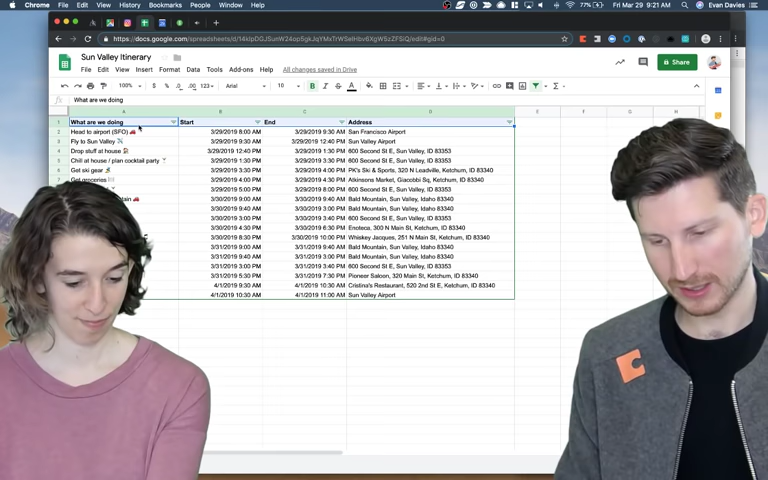 Chrome File Edit View History Bookmarks People Window Help 77% Fri Mar 29 9:21 AM Evan Davies
Sun Valley Itinerary
File Edit View Insert Format Data Tools Add-ons Help All changes saved in Drive
Share
100% 123 Arial 10 B A
fx What are we doing
A B C D E F G H
1 What are we doing Start End Address
2 Head to airport (SFO) 🚗 3/29/2019 8:00 AM 3/29/2019 9:30 AM San Francisco Airport
3 Fly to Sun Valley 3/29/2019 9:30 AM 3/29/2019 12:40 PM Sun Valley Airport
4 Drop stuff at house 3/29/2019 12:40 PM 3/29/2019 1:30 PM 600 Second St E, Sun Valley, ID 83353
5 Chill at house / plan cocktail party 3/29/2019 1:30 PM 3/29/2019 3:30 PM 600 Second St E, Sun Valley, ID 83353
6 Get ski gear 3/29/2019 3:30 PM 3/29/2019 4:00 PM PK's Ski & Sports, 320 N Leadville, Ketchum, ID 83340
7 Get groceries 3/29/2019 4:00 PM 3/29/2019 4:30 PM Atkinsons Market, Giacobbi Sq, Ketchum, ID 83340
3/29/2019 5:00 PM 3/29/2019 8:00 PM 600 Second St E, Sun Valley, ID 83353
3/30/2019 9:00 AM 3/30/2019 9:40 AM Bald Mountain, Sun Valley, Idaho 83340
3/30/2019 9:40 AM 3/30/2019 3:00 PM Bald Mountain, Sun Valley, Idaho 83340
3/30/2019 3:00 PM 3/30/2019 3:40 PM 600 Second St E, Sun Valley, ID 83353
3/30/2019 4:30 PM 3/30/2019 6:30 PM Enoteca, 300 N Main St, Ketchum, ID 83340
3/30/2019 8:30 PM 3/30/2019 10:00 PM Whiskey Jacques, 251 N Main St, Ketchum, ID 83340
3/31/2019 9:00 AM 3/31/2019 9:40 AM Bald Mountain, Sun Valley, Idaho 83340
3/31/2019 9:40 AM 3/31/2019 3:00 PM Bald Mountain, Sun Valley, Idaho 83340
3/31/2019 3:00 PM 3/31/2019 3:40 PM 600 Second St E, Sun Valley, ID 83353
3/31/2019 5:30 PM 3/31/2019 7:30 PM Pioneer Saloon, 320 N Main St, Ketchum, ID 83340
4/1/2019 9:30 AM 4/1/2019 10:30 AM Cristina's Restaurant, 520 2nd St E, Ketchum, ID 83340
4/1/2019 10:30 AM 4/1/2019 11:00 AM Sun Valley Airport